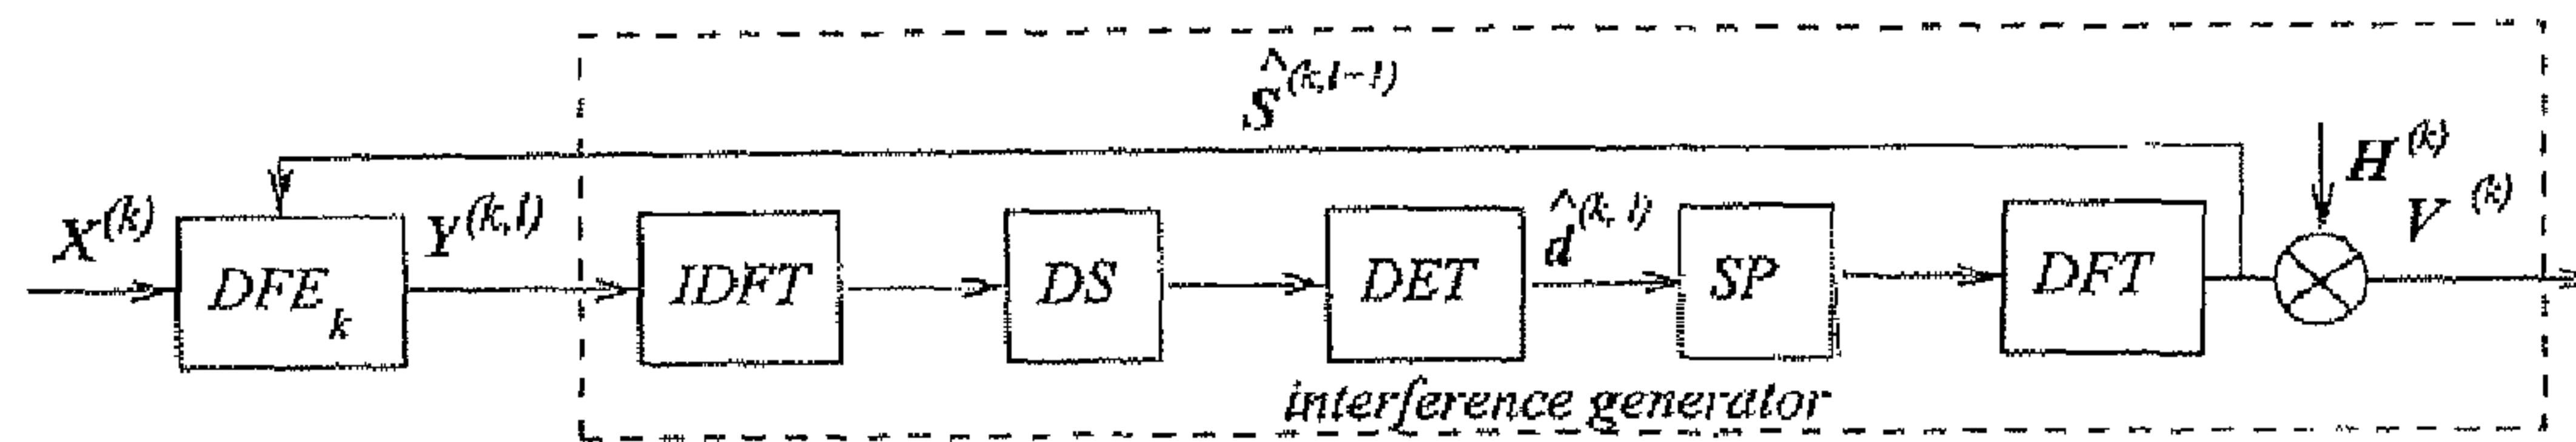 Ŝ^(k,l-1)
H^(k)
X^(k)
Y^(k,l)
d̂^(k,l)
V^(k)
DFE_k
IDFT
DS
DET
SP
DFT
interference generator